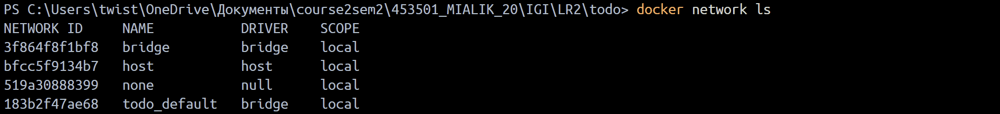 PS C:\Users\twist\OneDrive\Документы\course2sem2\453501_MIALIK_20\IGI\LR2\todo> docker network ls
NETWORK ID     NAME           DRIVER    SCOPE
3f864f8f1bf8   bridge         bridge    local
bfcc5f9134b7   host           host      local
519a30888399   none           null      local
183b2f47ae68   todo_default   bridge    local